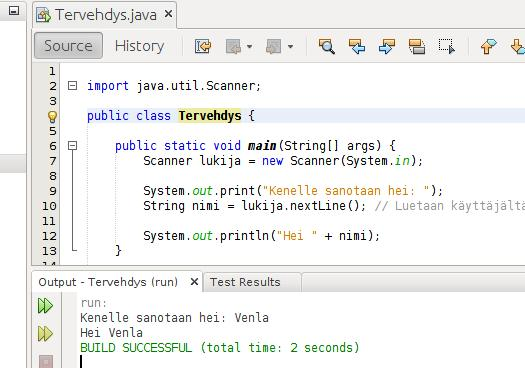 Tervehdys.java
Source History
1
2 import java.util.Scanner;
3
public class Tervehdys {
5
6 public static void main(String[] args) {
7 Scanner lukija = new Scanner(System.in);
8
9 System.out.print("Kenelle sanotaan hei: ");
10 String nimi = lukija.nextLine(); // Luetaan käyttäjältä
11
12 System.out.println("Hei " + nimi);
13 }
Output - Tervehdys (run) Test Results
run:
Kenelle sanotaan hei: Venla
Hei Venla
BUILD SUCCESSFUL (total time: 2 seconds)